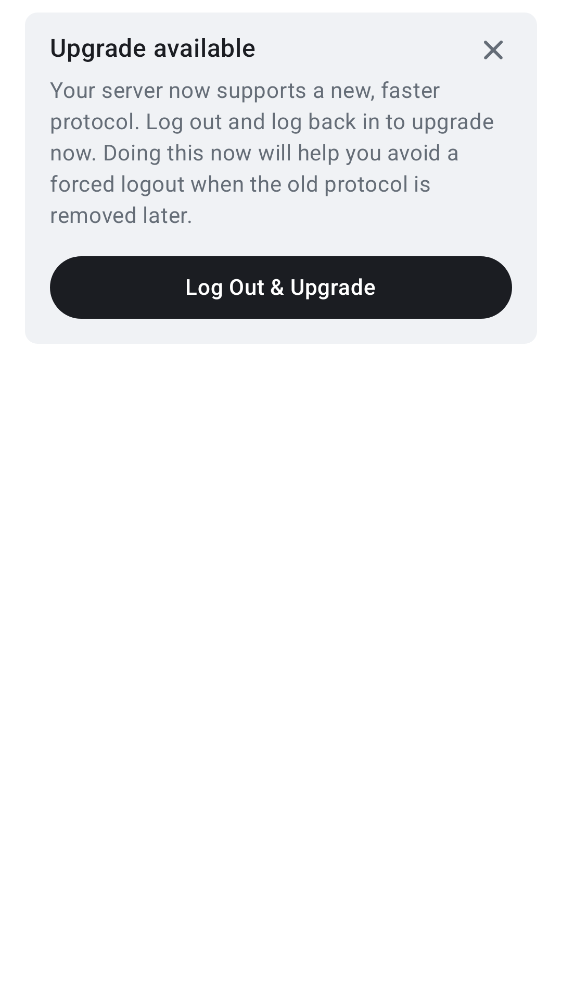 Upgrade available
Your server now supports a new, faster
protocol. Log out and log back in to upgrade
now. Doing this now will help you avoid a
forced logout when the old protocol is
removed later.
Log Out & Upgrade